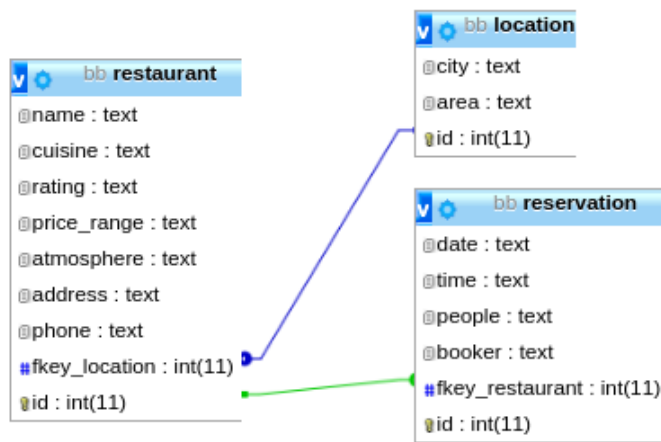 bb restaurant
name : text
cuisine : text
rating : text
price_range : text
atmosphere : text
address : text
phone : text
#fkey_location : int(11)
id : int(11)
bb location
city : text
area : text
id : int(11)
bb reservation
date : text
time : text
people : text
booker : text
#fkey_restaurant : int(11)
id : int(11)